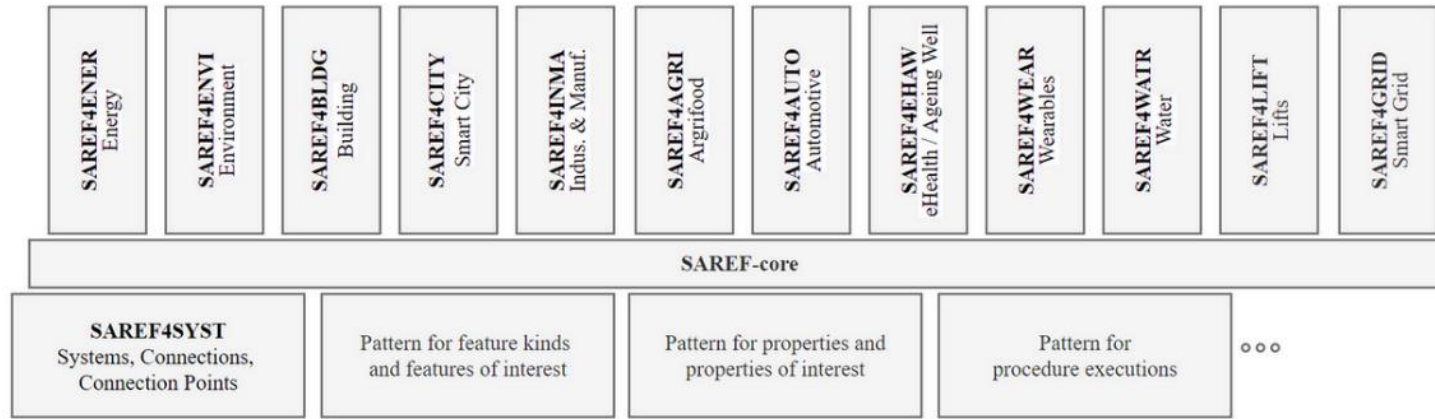 SAREF4ENER
Energy
SAREF4ENVI
Environment
SAREF4BLDG
Building
SAREF4CITY
Smart City
SAREF4INMA
Indus. & Manuf.
SAREF4AGRI
Argrifood
SAREF4AUTO
Automotive
SAREF4EHAW
eHealth / Ageing Well
SAREF4WEAR
Wearables
SAREF4WATR
Water
SAREF4LIFT
Lifts
SAREF4GRID
Smart Grid
SAREF-core
SAREF4SYST
Systems, Connections,
Connection Points
Pattern for feature kinds
and features of interest
Pattern for properties and
properties of interest
Pattern for
procedure executions